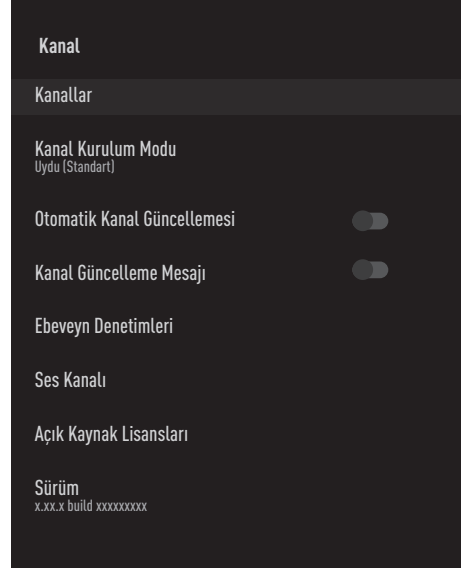 Kanal
Kanallar
Kanal Kurulum Modu
Uydu (Standart)
Otomatik Kanal Güncellemesi
Kanal Güncelleme Mesajı
Ebeveyn Denetimleri
Ses Kanalı
Açık Kaynak Lisansları
Sürüm
x.xx.x build xxxxxxxxx